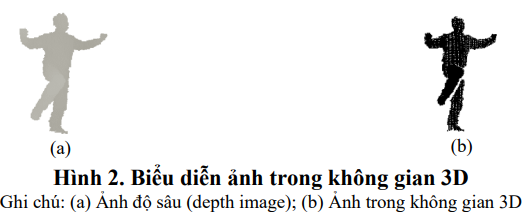 (a) (b)
Hình 2. Biểu diễn ảnh trong không gian 3D
Ghi chú: (a) Ảnh độ sâu (depth image); (b) Ảnh trong không gian 3D